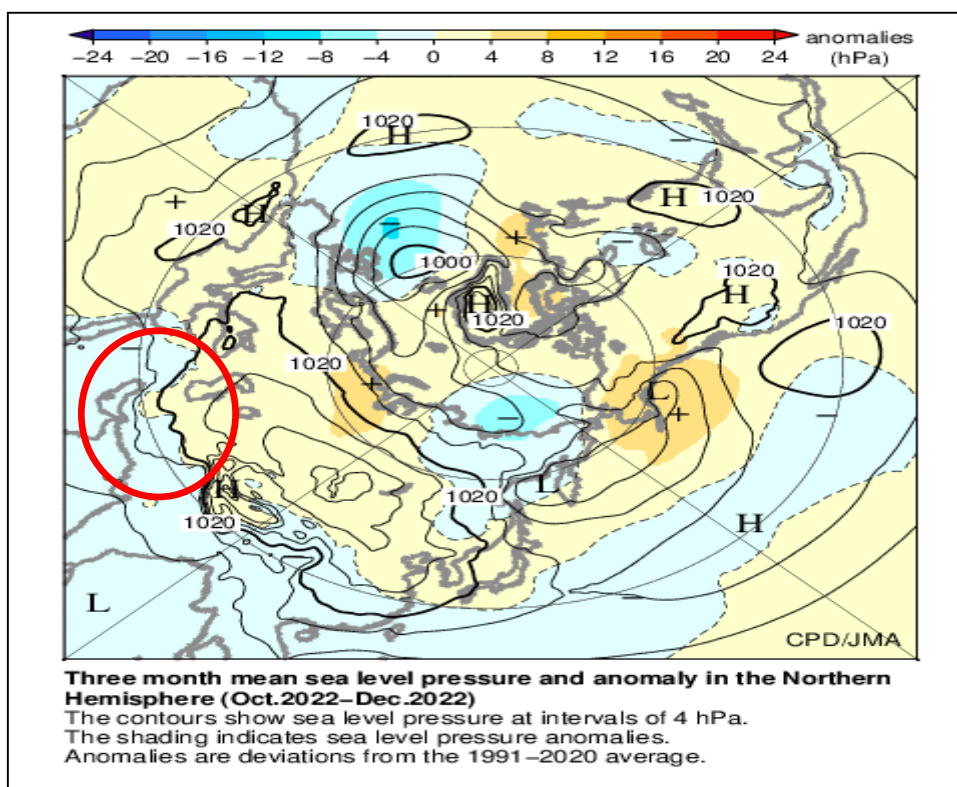 anomalies
−24 −20 −16 −12 −8 −4 0 4 8 12 16 20 24 (hPa)
1020
H
H
1020
1020
H
1020
1000
1020
H
H
1020
1020
1020
L
H
1020
1020
L
H
L
CPD/JMA
Three month mean sea level pressure and anomaly in the Northern
Hemisphere (Oct.2022−Dec.2022)
The contours show sea level pressure at intervals of 4 hPa.
The shading indicates sea level pressure anomalies.
Anomalies are deviations from the 1991−2020 average.